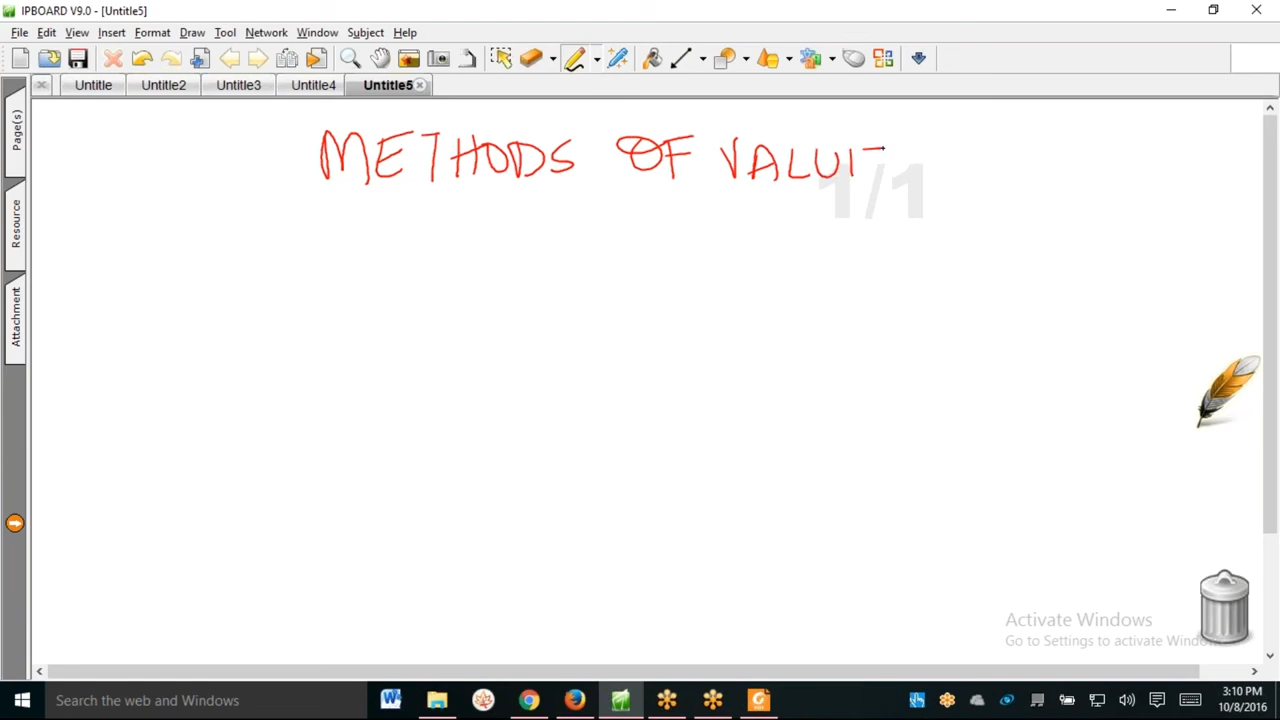 IPBOARD V9.0 - [Untitle5]
File Edit View Insert Format Draw Tool Network Window Subject Help
Untitle Untitle2 Untitle3 Untitle4 Untitle5
METHODS OF VALU
1/1
Page(s)
Resource
Attachment
Activate Windows
Go to Settings to activate Windows
Search the web and Windows
3:10 PM
10/8/2016